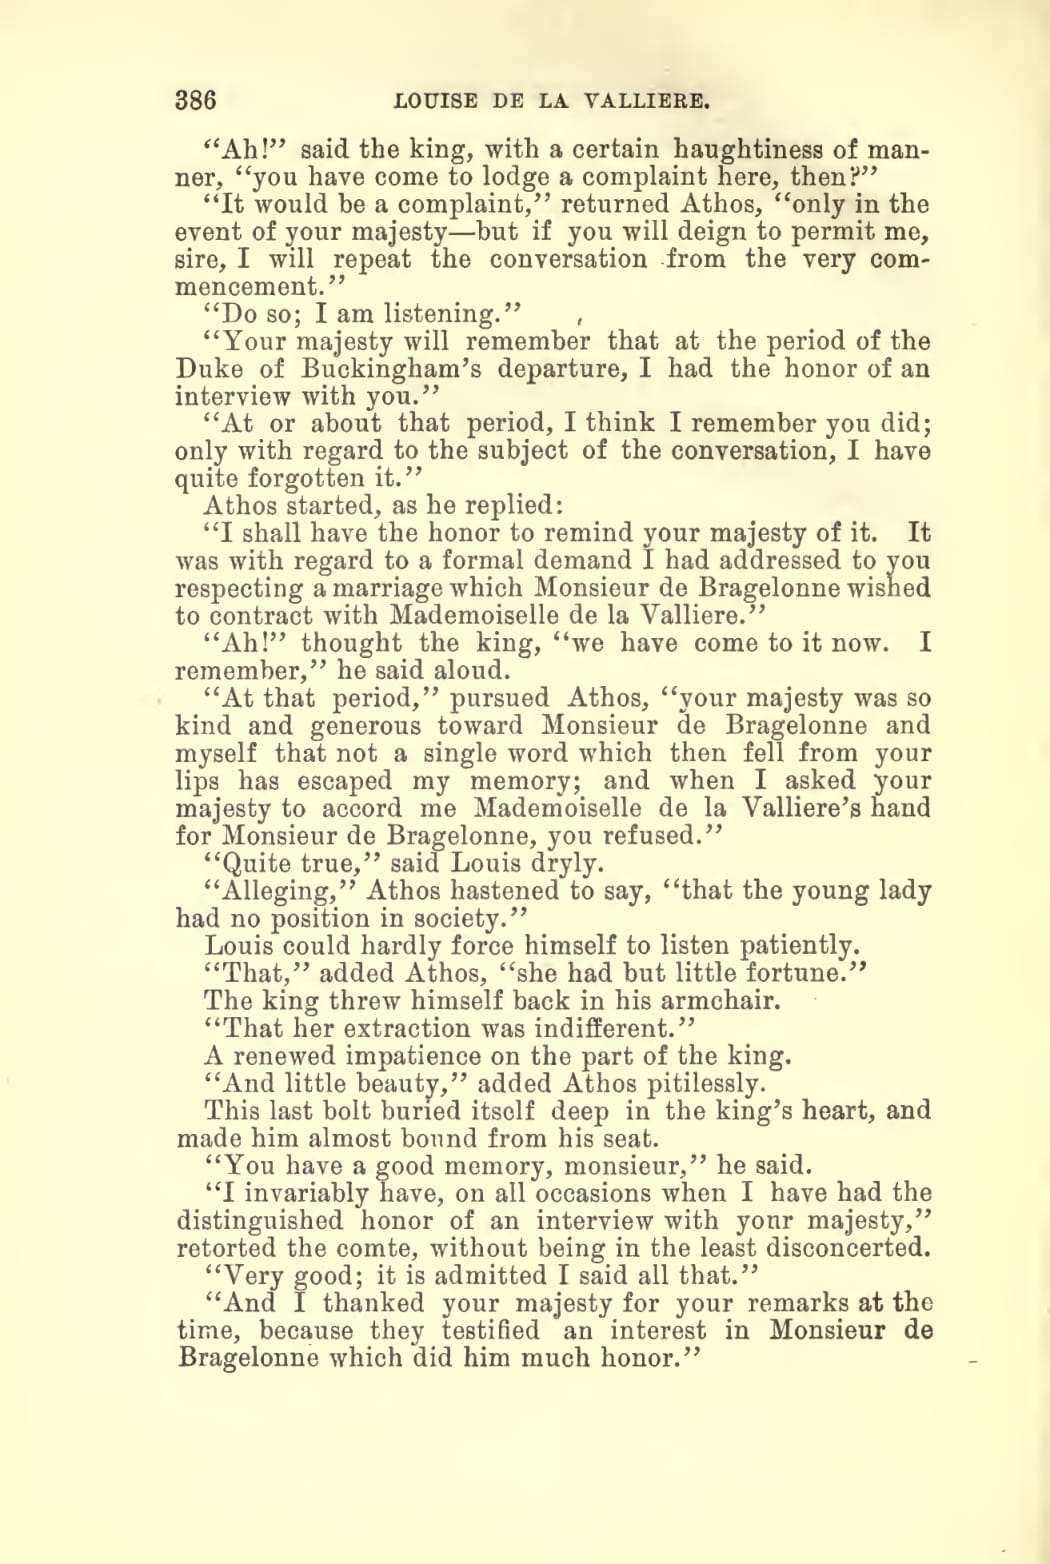 386 LOUISE DE LA VALLIERE.
“Ah!” said the king, with a certain haughtiness of man-
ner, “you have come to lodge a complaint here, then?”
“It would be a complaint,” returned Athos, “only in the
event of your majesty—but if you will deign to permit me,
sire, I will repeat the conversation from the very com-
mencement.”
“Do so; I am listening.”
“Your majesty will remember that at the period of the
Duke of Buckingham’s departure, I had the honor of an
interview with you.”
“At or about that period, I think I remember you did;
only with regard to the subject of the conversation, I have
quite forgotten it.”
Athos started, as he replied:
“I shall have the honor to remind your majesty of it. It
was with regard to a formal demand I had addressed to you
respecting a marriage which Monsieur de Bragelonne wished
to contract with Mademoiselle de la Valliere.”
“Ah!” thought the king, “we have come to it now. I
remember,” he said aloud.
“At that period,” pursued Athos, “your majesty was so
kind and generous toward Monsieur de Bragelonne and
myself that not a single word which then fell from your
lips has escaped my memory; and when I asked your
majesty to accord me Mademoiselle de la Valliere’s hand
for Monsieur de Bragelonne, you refused.”
“Quite true,” said Louis dryly.
“Alleging,” Athos hastened to say, “that the young lady
had no position in society.”
Louis could hardly force himself to listen patiently.
“That,” added Athos, “she had but little fortune.”
The king threw himself back in his armchair.
“That her extraction was indifferent.”
A renewed impatience on the part of the king.
“And little beauty,” added Athos pitilessly.
This last bolt buried itself deep in the king’s heart, and
made him almost bound from his seat.
“You have a good memory, monsieur,” he said.
“I invariably have, on all occasions when I have had the
distinguished honor of an interview with your majesty,”
retorted the comte, without being in the least disconcerted.
“Very good; it is admitted I said all that.”
“And I thanked your majesty for your remarks at the
time, because they testified an interest in Monsieur de
Bragelonne which did him much honor.”